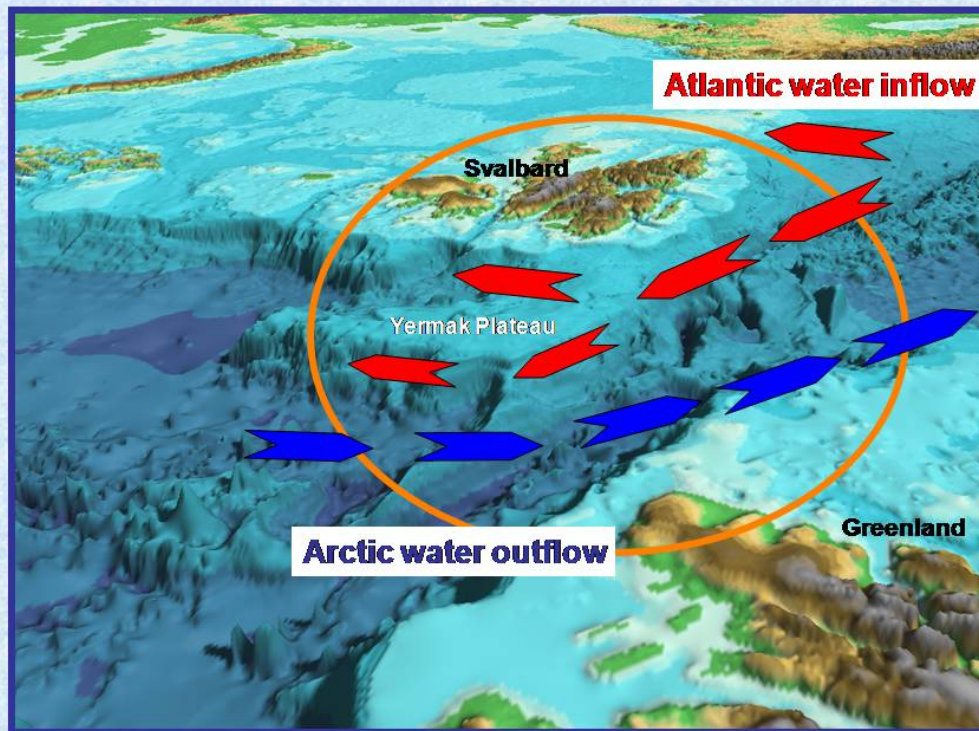 Atlantic water inflow
Svalbard
Yermak Plateau
Greenland
Arctic water outflow